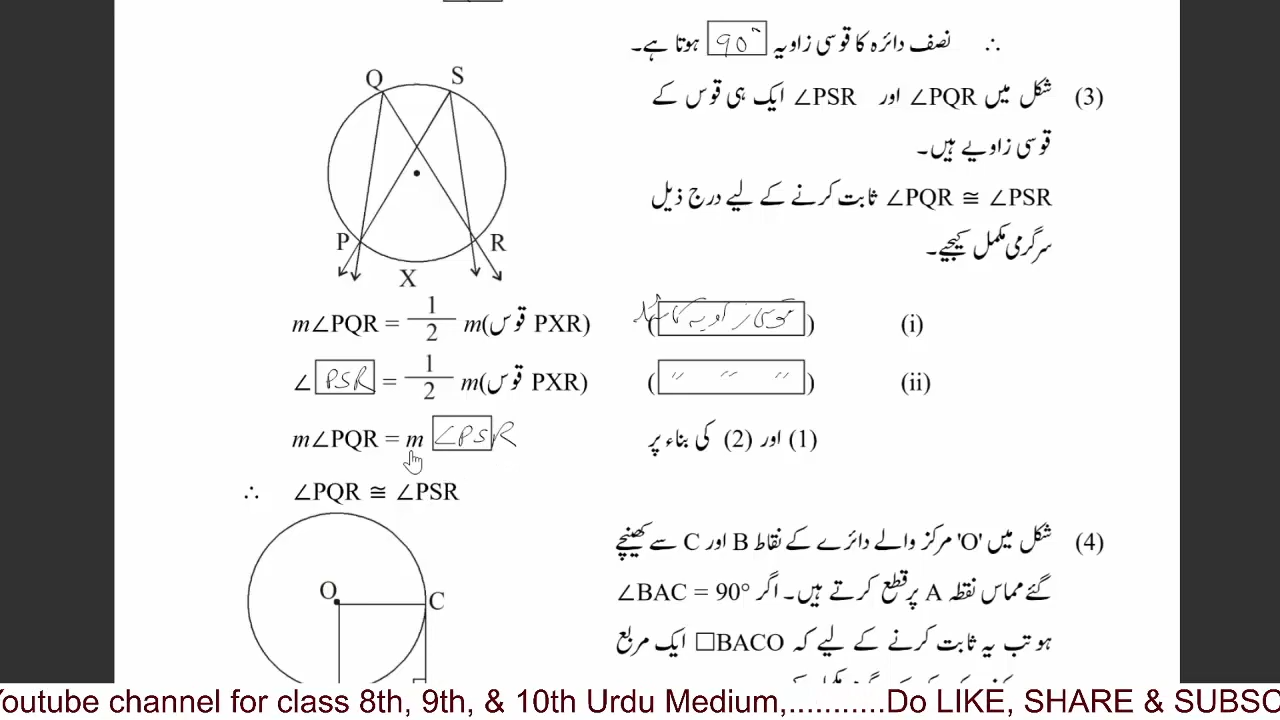 ∴ نصف دائرہ کا قوسی زاویہ 90° ہوتا ہے۔
(3) شکل میں ∠PQR اور ∠PSR ایک ہی قوس کے
قوسی زاویے ہیں۔
∠PQR ≅ ∠PSR ثابت کرنے کے لیے درج ذیل
سرگرمی مکمل کیجیے۔
Q S
P R
X
m∠PQR = 1/2 m(قوس PXR) (قوسی زاویہ کا) (i)
∠ PSR = 1/2 m(قوس PXR) (" " ") (ii)
m∠PQR = m ∠PSR (1) اور (2) کی بناء پر
∴ ∠PQR ≅ ∠PSR
(4) شکل میں 'O' مرکز والے دائرے کے نقاط B اور C سے کھینچے
گئے مماس نقطہ A پر قطع کرتے ہیں۔ اگر ∠BAC = 90°
ہو تب یہ ثابت کرنے کے لیے کہ □BACO ایک مربع
O C
Youtube channel for class 8th, 9th, & 10th Urdu Medium,...........Do LIKE, SHARE & SUBSC